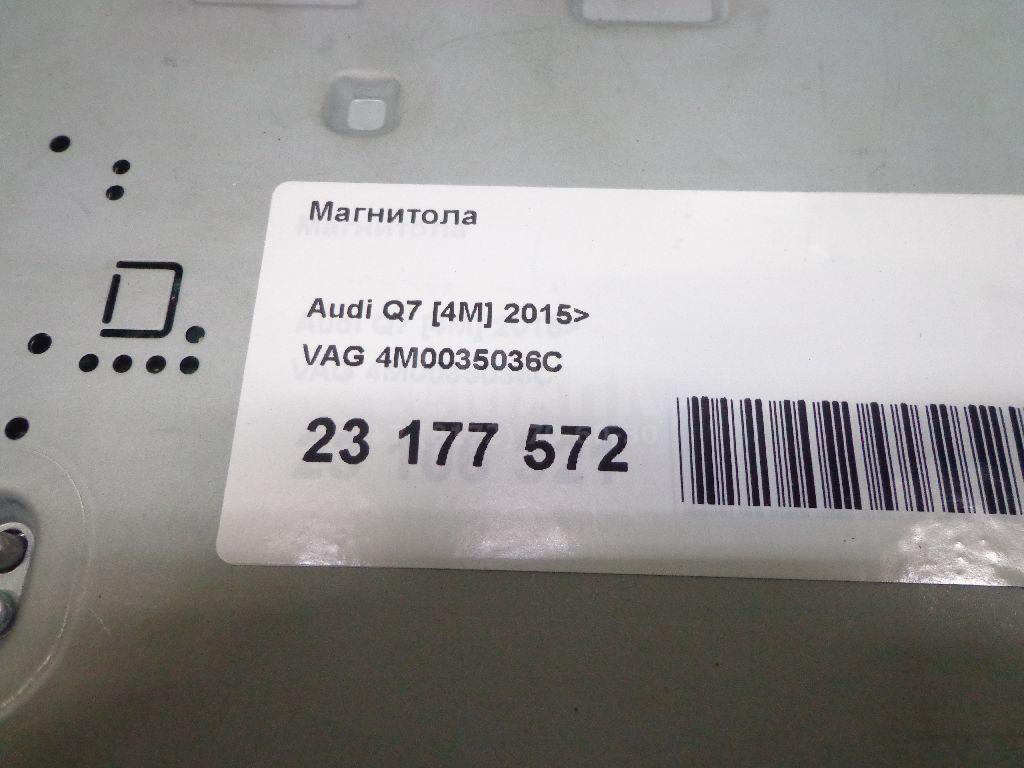 Магнитола
Audi Q7 [4M] 2015>
VAG 4M0035036C
23 177 572